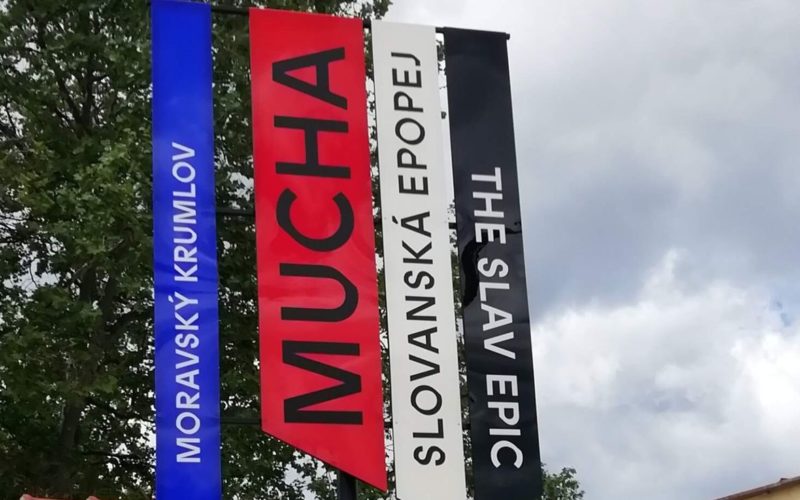 MORAVSKÝ KRUMLOV
MUCHA
SLOVANSKÁ EPOPEJ
THE SLAV EPIC